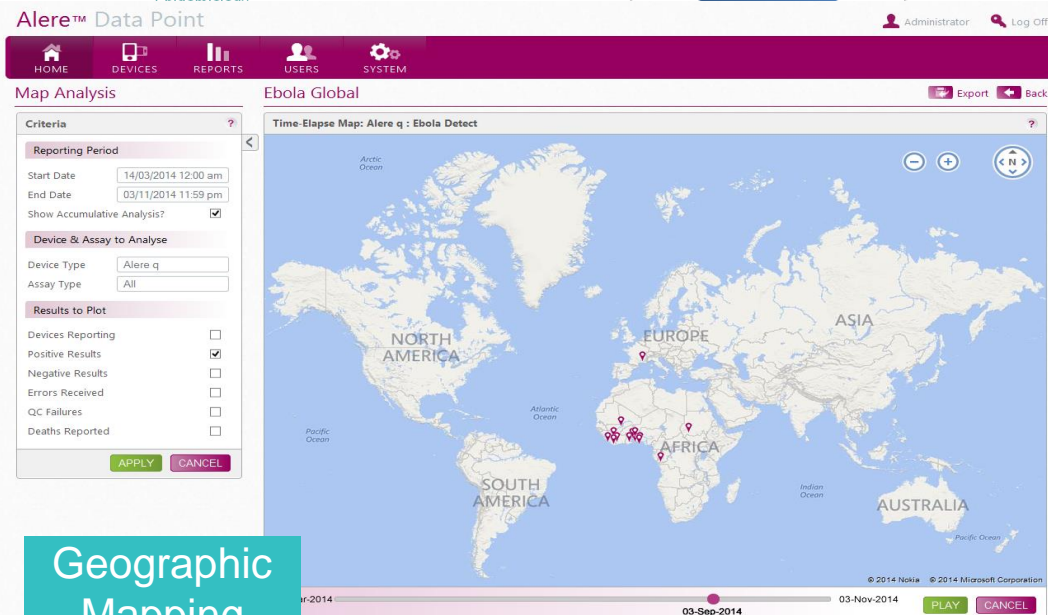 Alere™ Data Point
Administrator Log Off
HOME DEVICES REPORTS USERS SYSTEM
Map Analysis
Ebola Global
Export Back
Criteria ?
Reporting Period
Start Date 14/03/2014 12:00 am
End Date 03/11/2014 11:59 pm
Show Accumulative Analysis?
Device & Assay to Analyse
Device Type Alere q
Assay Type All
Results to Plot
Devices Reporting
Positive Results
Negative Results
Errors Received
QC Failures
Deaths Reported
APPLY CANCEL
<
Time-Elapse Map: Alere q : Ebola Detect ?
Arctic
Ocean
N
NORTH
AMERICA
EUROPE
ASIA
Atlantic
Ocean
Pacific
Ocean
AFRICA
SOUTH
AMERICA
Indian
Ocean
AUSTRALIA
Pacific Ocean
© 2014 Nokia © 2014 Microsoft Corporation
03-Sep-2014
03-Nov-2014
PLAY CANCEL
Geographic
Mapping